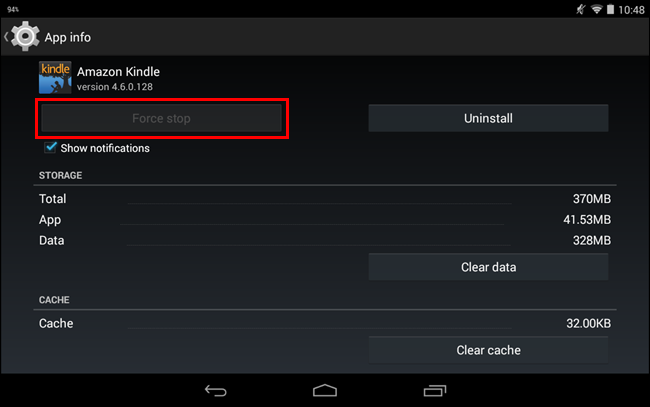 94% 10:48
App info
kindle
Amazon Kindle
version 4.6.0.128
Force stop Uninstall
Show notifications
STORAGE
Total 370MB
App 41.53MB
Data 328MB
Clear data
CACHE
Cache 32.00KB
Clear cache